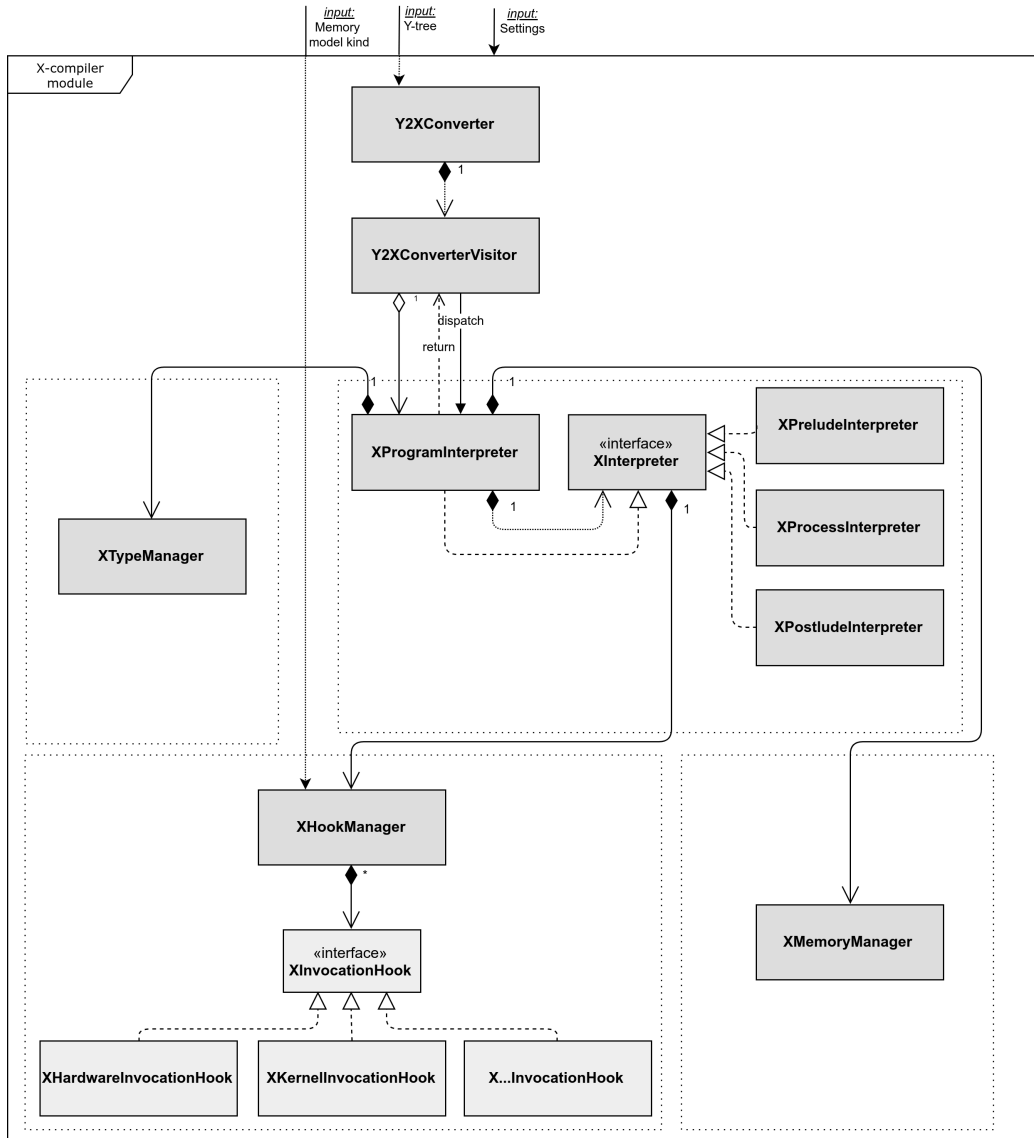 input:
Memory
model kind
input:
Y-tree
input:
Settings
X-compiler
module
Y2XConverter
1
Y2XConverterVisitor
1
dispatch
return
1
1
XProgramInterpreter
«interface»
XInterpreter
XPreludeInterpreter
1
1
XProcessInterpreter
XTypeManager
XPostludeInterpreter
XHookManager
*
«interface»
XInvocationHook
XMemoryManager
XHardwareInvocationHook
XKernelInvocationHook
X...InvocationHook